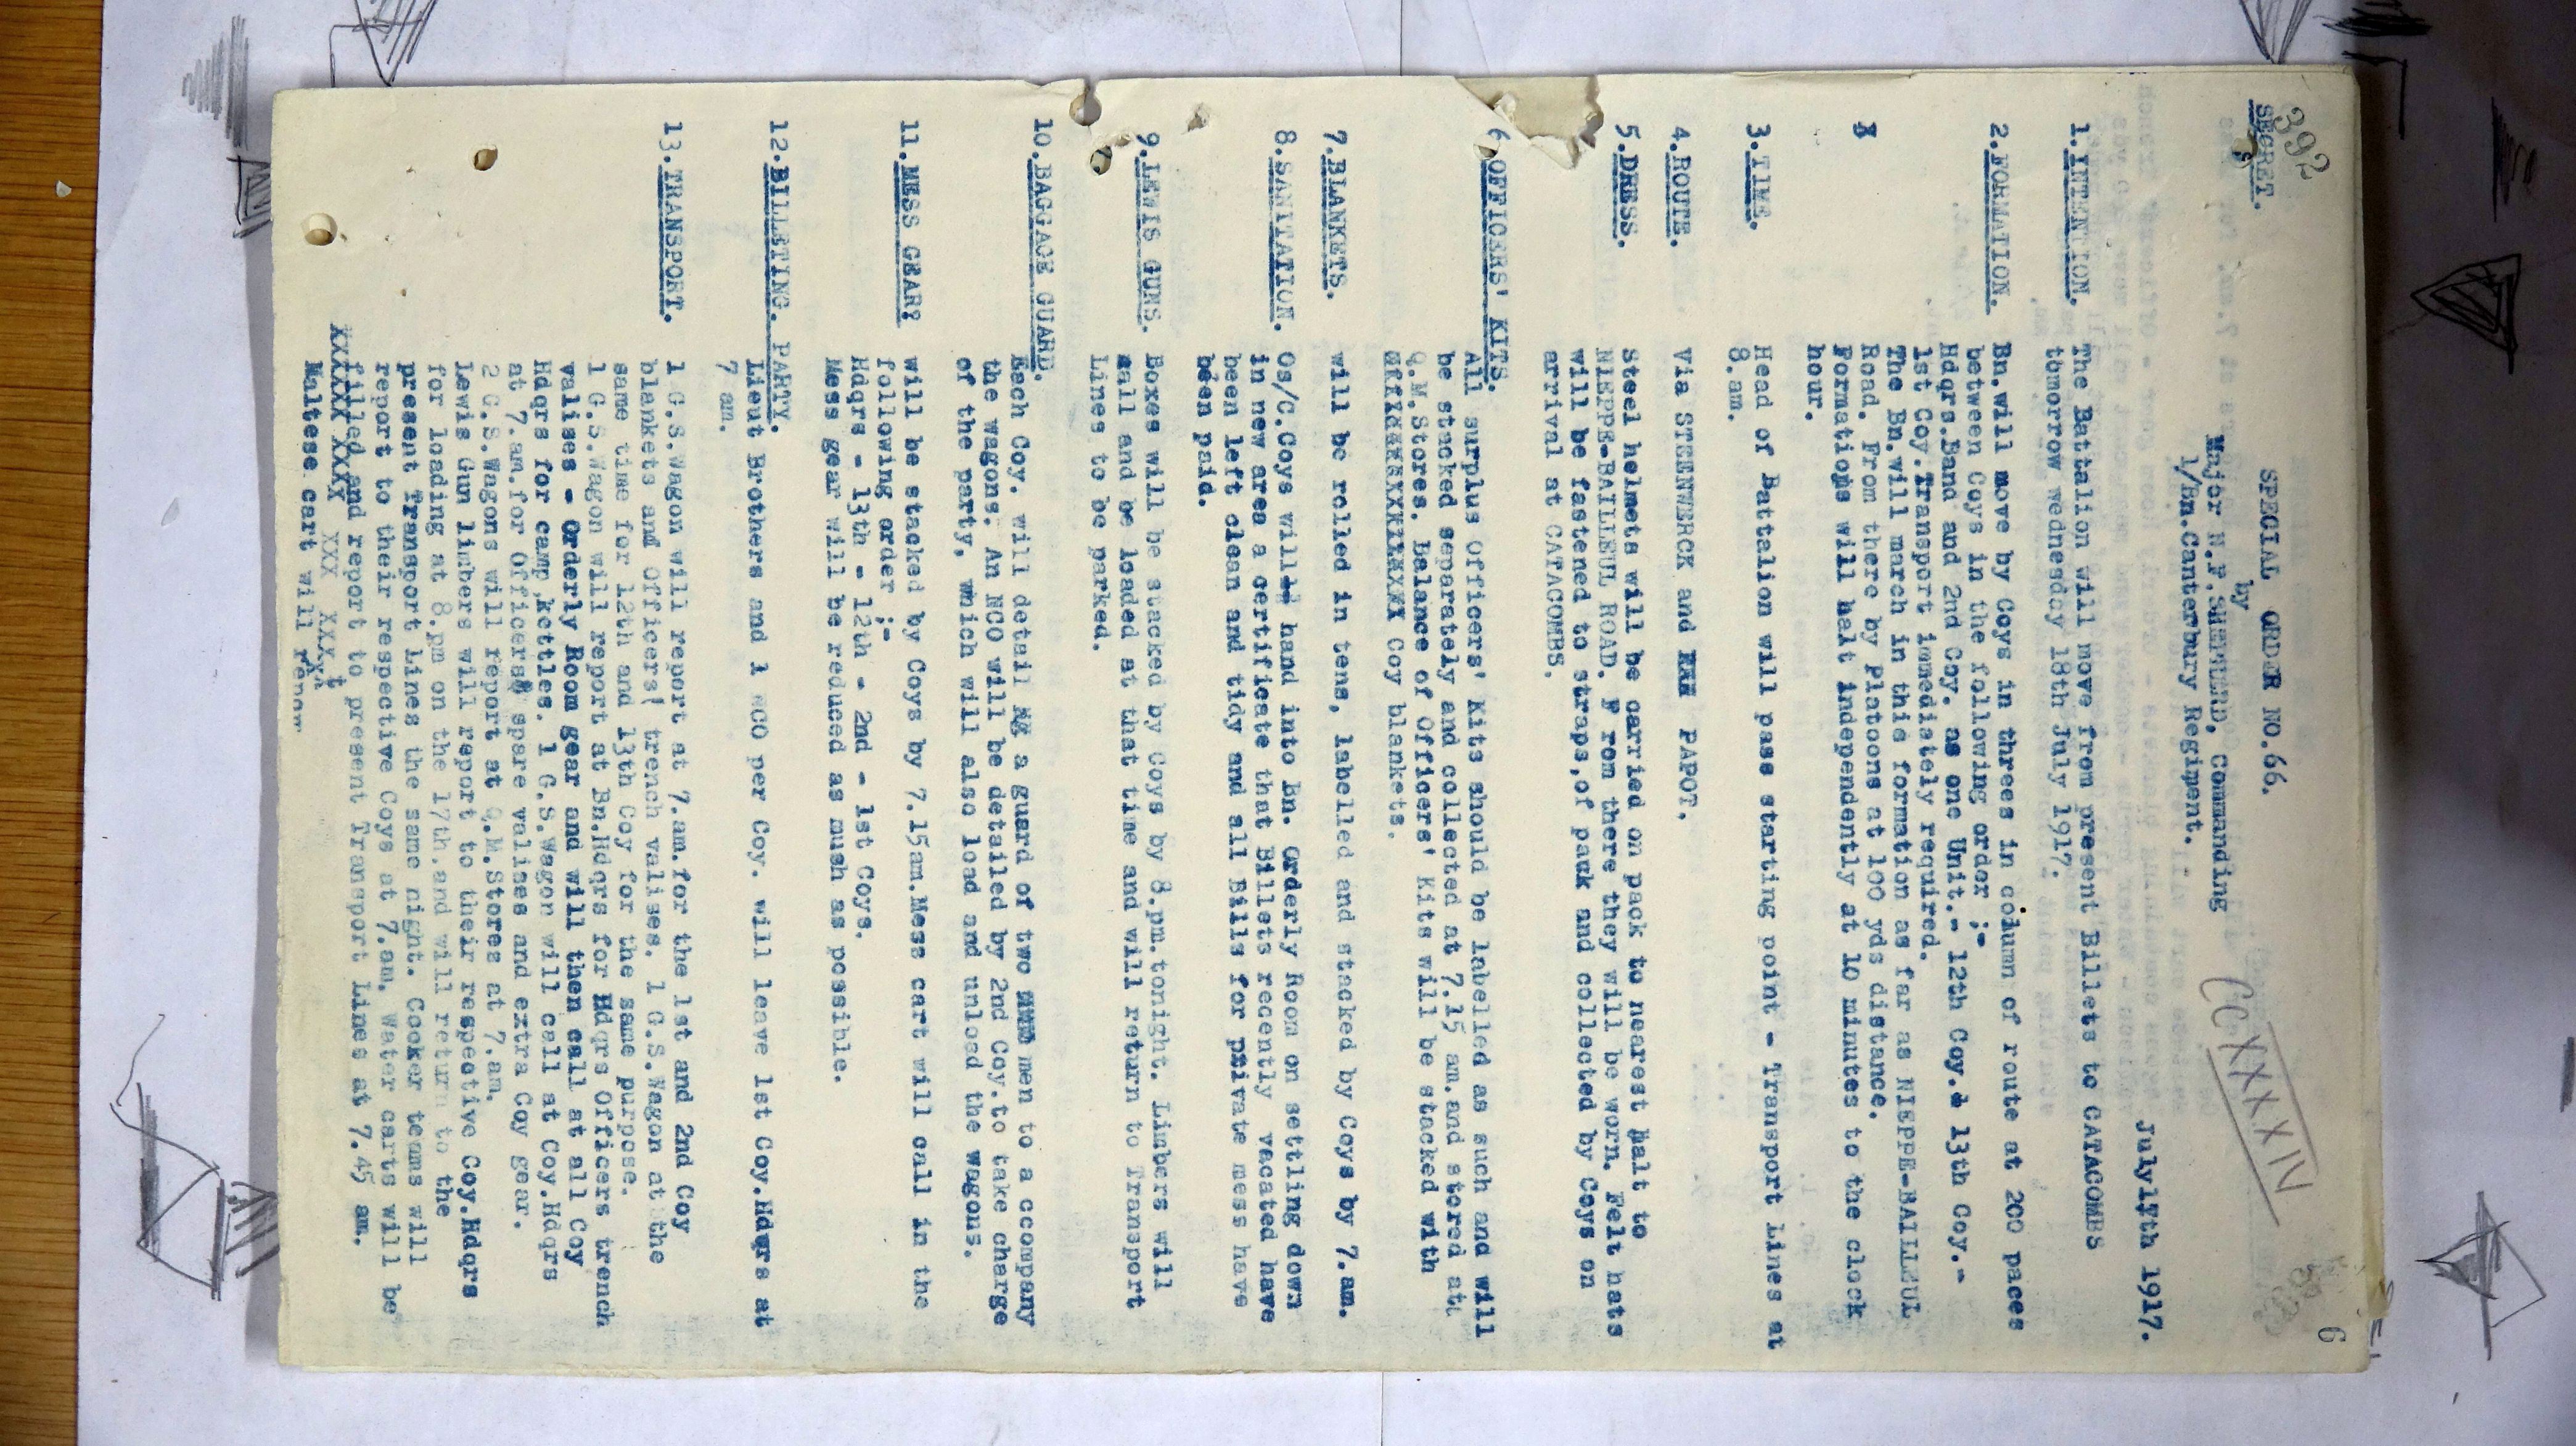 392
6
SECRET.
SPECIAL ORDER NO.66.
by
Major N.F.SHEPHERD, Commanding
1/Bn.Canterbury Regiment.
CCXXXXIV
July17th 1917.
1.INTENTION. The Battalion will move from present Billets to CATACOMBS
tomorrow Wednesday 18th July 1917.
2.FORMATION. Bn.will move by Coys in threes in column of route at 200 paces
between Coys in the following order ;-
Hdqrs.Band and 2nd Coy. as one Unit.- 12th Coy.- 13th Coy.-
1st Coy.Transport immediately required.
The Bn.will march in this formation as far as NIEPPE-BAILLEUL
Road. From there by Platoons at 100 yds distance.
Formations will halt independently at 10 minutes to the clock
hour.
3.TIME. Head of Battalion will pass starting point - Transport Lines at
8.am.
4.ROUTE. Via STEENWERCK and PAPOT.
5.DRESS. Steel helmets will be carried on pack to nearest halt to
NIEPPE-BAILLEUL ROAD. F rom there they will be worn. Felt hats
will be fastened to straps,of pack and collected by Coys on
arrival at CATACOMBS.
6.OFFICERS' KITS.
All surplus Officers' Kits should be labelled as such and will
be stacked separately and collected at 7.15 am.and stored at
Q.M.Stores. Balance of Officers' Kits will be stacked with
Coy blankets.
7.BLANKETS. will be rolled in tens, labelled and stacked by Coys by 7.am.
8.SANITATION. Os/C.Coys will hand into Bn. Orderly Room on settling down
in new area a certificate that Billets recently vacated have
been left clean and tidy and all Bills for private mess have
been paid.
9.LEWIS GUNS. Boxes will be stacked by Coys by 8.pm.tonight. Limbers will
call and be loaded at that time and will return to Transport
Lines to be parked.
10.BAGGAGE GUARD.
Each Coy. will detail a guard of two men to accompany
the wagons. An NCO will be detailed by 2nd Coy.to take charge
of the party, which will also load and unload the wagons.
11.MESS GEAR? will be stacked by Coys by 7.15am.Mess cart will call in the
following order ;-
Hdqrs - 13th - 12th - 2nd - 1st Coys.
Mess gear will be reduced as mush as possible.
12.BILLETING. PARTY.
Lieut Brothers and 1 NCO per Coy. will leave 1st Coy.Hdqrs at
7 am.
13.TRANSPORT. 1 G.S.Wagon will report at 7.am.for the 1st and 2nd Coy
blankets and Officers' trench valises. 1 G.S.Wagon at the
same time for 12th and 13th Coy for the same purpose.
1 G.S.Wagon will report at Bn.Hdqrs for Hdqrs Officers trench
valises - Orderly Room gear and will then call at all Coy
Hdqrs for camp kettles. 1 G.S.Wagon will call at Coy.Hdqrs
at 7.am.for Officers spare valises and extra Coy gear.
2 G.S.Wagons will report at Q.M.Stores at 7.am.
Lewis Gun limbers will report to their respective Coy.Hdqrs
for loading at 8.pm on the 17th.and will return to the
present Transport Lines the same night. Cooker teams will
report to their respective Coys at 7.am. Water carts will be
filled and report to present Transport Lines at 7.45 am.
XXXXX XXXX XXX XXXX
Maltese cart will